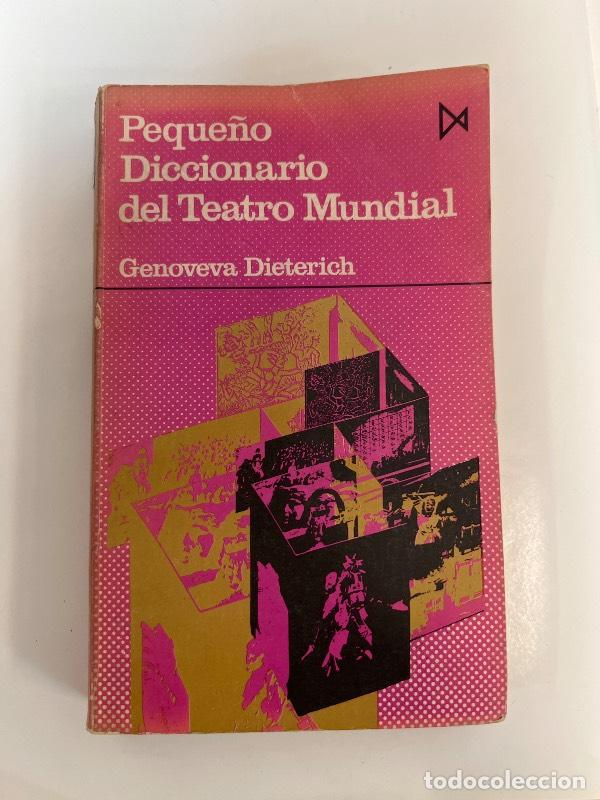 Pequeño
Diccionario
del Teatro Mundial
Genoveva Dieterich
todocoleccion